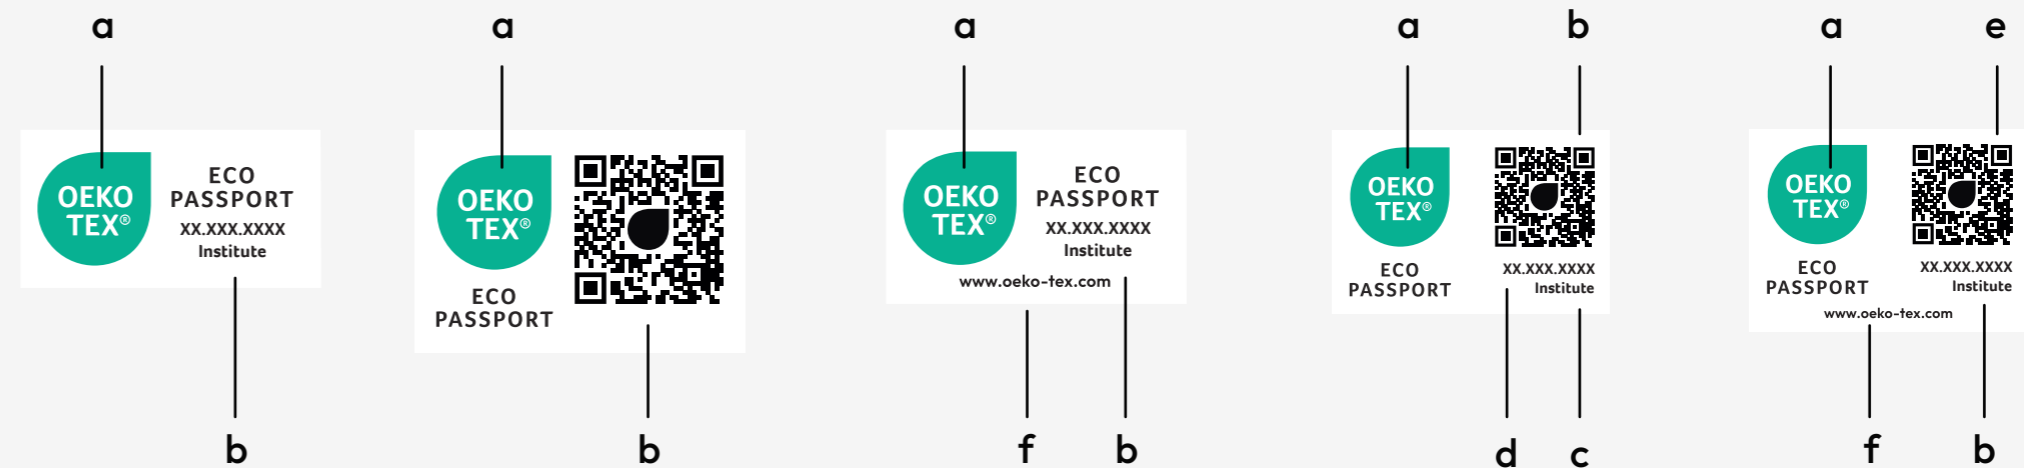 a
a
a
a
b
a
e
OEKO
TEX®
ECO
PASSPORT
XX.XXX.XXXX
Institute
b
OEKO
TEX®
ECO
PASSPORT
b
OEKO
TEX®
ECO
PASSPORT
XX.XXX.XXXX
Institute
www.oeko-tex.com
f
b
OEKO
TEX®
ECO
PASSPORT
XX.XXX.XXXX
Institute
d
c
OEKO
TEX®
ECO
PASSPORT
XX.XXX.XXXX
Institute
www.oeko-tex.com
f
b